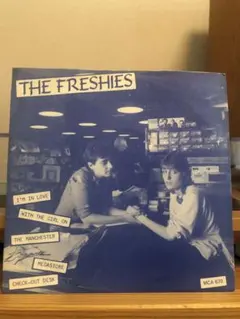 THE FRESHIES
I'M IN LOVE
WITH THE GIRL ON
THE MANCHESTER
MEGASTORE
CHECK-OUT DESK
MCA 670